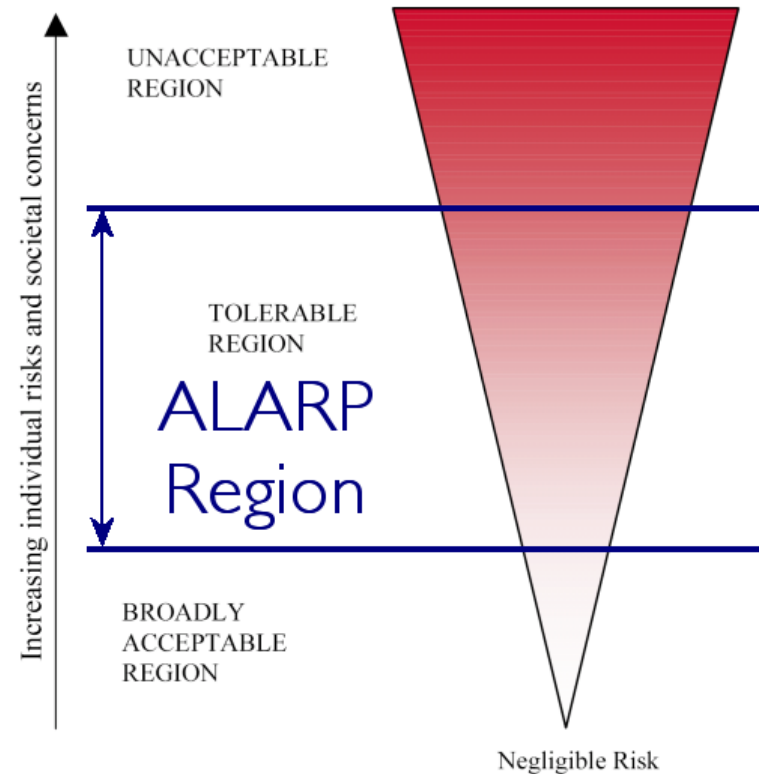 Increasing individual risks and societal concerns
UNACCEPTABLE
REGION
TOLERABLE
REGION
ALARP
Region
BROADLY
ACCEPTABLE
REGION
Negligible Risk